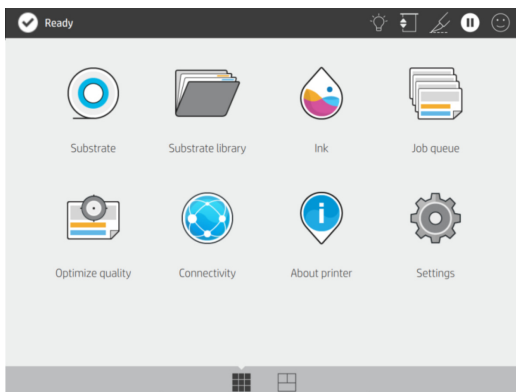 Ready
Substrate
Substrate library
Ink
Job queue
Optimize quality
Connectivity
About printer
Settings